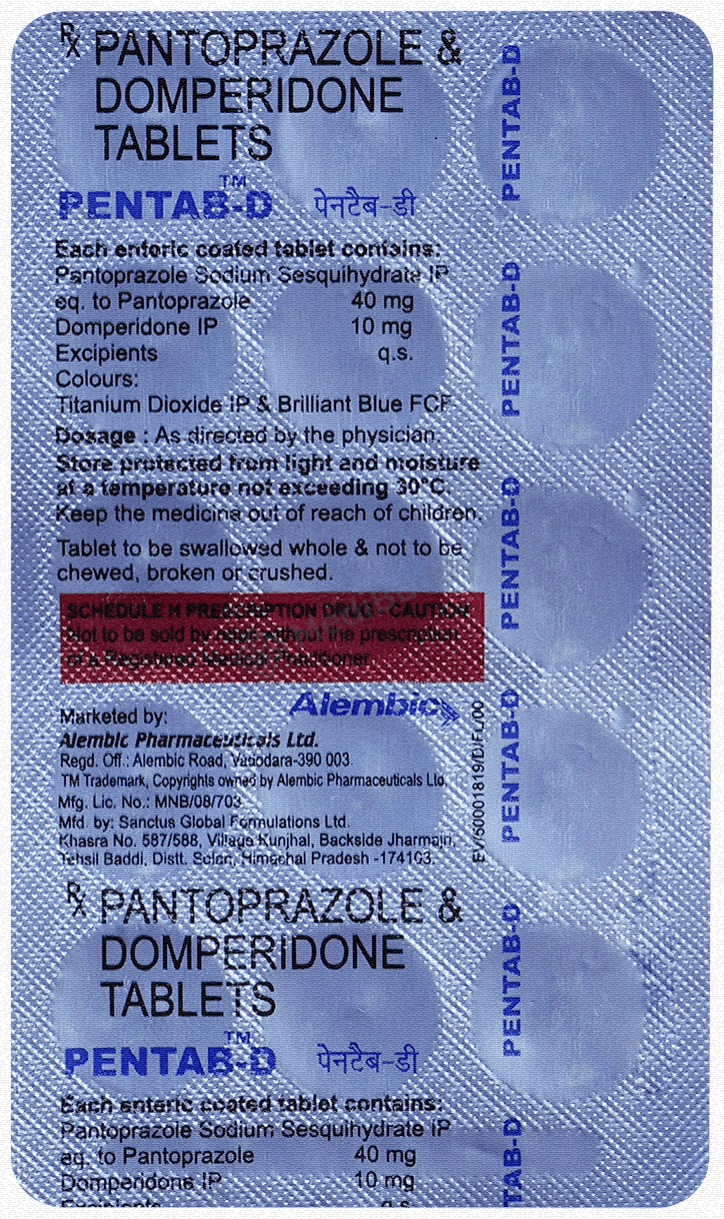 Rx PANTOPRAZOLE &
DOMPERIDONE
TABLETS
PENTAB-D™ पेनटैब-डी
Each enteric coated tablet contains:
Pantoprazole Sodium Sesquihydrate IP
eq. to Pantoprazole 40 mg
Domperidone IP 10 mg
Excipients q.s.
Colours:
Titanium Dioxide IP & Brilliant Blue FCF
Dosage : As directed by the physician.
Store protected from light and moisture
at a temperature not exceeding 30°C.
Keep the medicine out of reach of children.
Tablet to be swallowed whole & not to be
chewed, broken or crushed.
SCHEDULE H PRESCRIPTION DRUG - CAUTION
Not to be sold by retail without the prescription
of a Registered Medical Practitioner
Alembic
Marketed by:
Alembic Pharmaceuticals Ltd.
Regd. Off.: Alembic Road, Vadodara-390 003.
TM Trademark, Copyrights owned by Alembic Pharmaceuticals Ltd.
Mfg. Lic. No.: MNB/08/703
Mfd. by: Sanctus Global Formulations Ltd.
Khasra No. 587/588, Village Kunjhal, Backside Jharmajri,
Tehsil Baddi, Distt. Solan, Himachal Pradesh -174103.
Rx PANTOPRAZOLE &
DOMPERIDONE
TABLETS
PENTAB-D™ पेनटैब-डी
Each enteric coated tablet contains:
Pantoprazole Sodium Sesquihydrate IP
eq. to Pantoprazole 40 mg
Domperidone IP 10 mg
Excipients q.s.
PENTAB-D
PENTAB-D
PENTAB-D
PENTAB-D
PENTAB-D
TAB-D